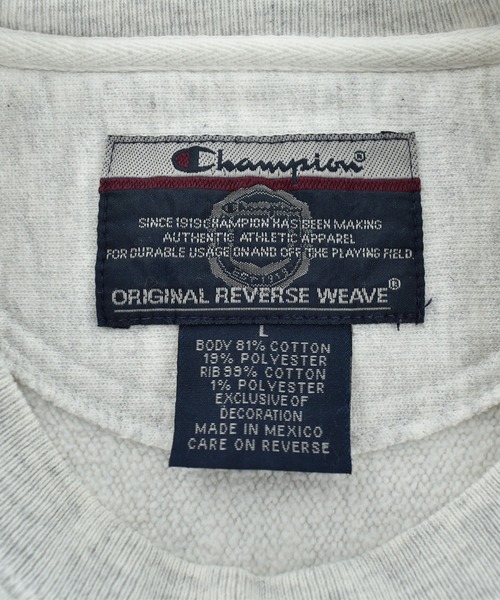 Champion®
Champion
SINCE 1919 CHAMPION HAS BEEN MAKING
AUTHENTIC ATHLETIC APPAREL
FOR DURABLE USAGE ON AND OFF THE PLAYING FIELD.
ORIGINAL REVERSE WEAVE®
L
BODY 81% COTTON
19% POLYESTER
RIB 99% COTTON
1% POLYESTER
EXCLUSIVE OF
DECORATION
MADE IN MEXICO
CARE ON REVERSE